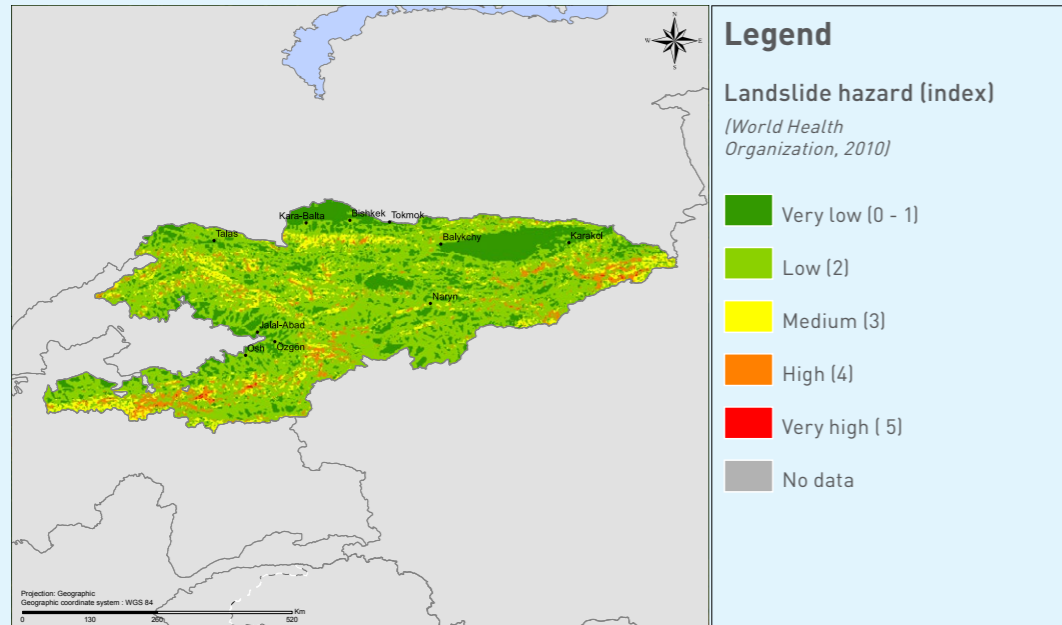 N
W
E
S
Kara-Balta
Bishkek
Tokmok
Talas
Balykchy
Karakol
Naryn
Jalal-Abad
Osh
Ozgon
Projection: Geographic
Geographic coordinate system : WGS 84
Km
0 130 260 520
Legend
Landslide hazard (index)
(World Health
Organization, 2010)
Very low (0 - 1)
Low (2)
Medium (3)
High (4)
Very high ( 5)
No data